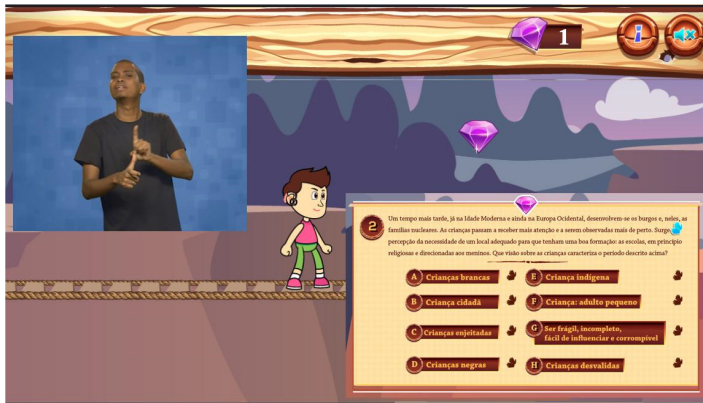 1
i
2
Um tempo mais tarde, já na Idade Moderna e ainda na Europa Ocidental, desenvolvem-se os burgos e, neles, as
famílias nucleares. As crianças passam a receber mais atenção e a serem observadas mais de perto. Surge
percepção da necessidade de um local adequado para que tenham uma boa formação: as escolas, em princípio
religiosas e direcionadas aos meninos. Que visão sobre as crianças caracteriza o período descrito acima?
A Crianças brancas
E Criança indígena
B Criança cidadã
F Criança: adulto pequeno
C Crianças enjeitadas
G Ser frágil, incompleto,
fácil de influenciar e corrompível
D Crianças negras
H Crianças desvalidas